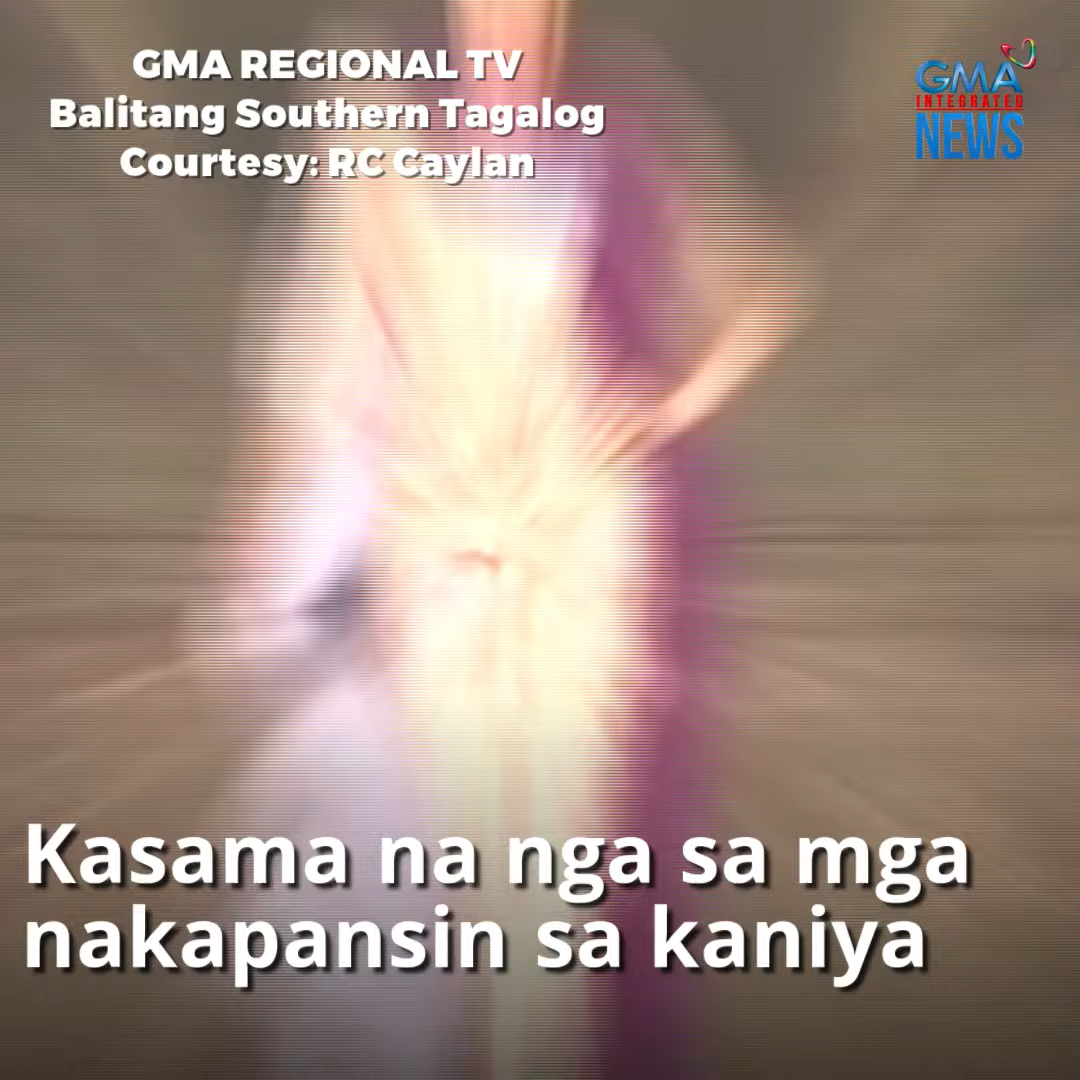 GMA REGIONAL TV
Balitang Southern Tagalog
Courtesy: RC Caylan
GMA
INTEGRATED
NEWS
Kasama na nga sa mga
nakapansin sa kaniya